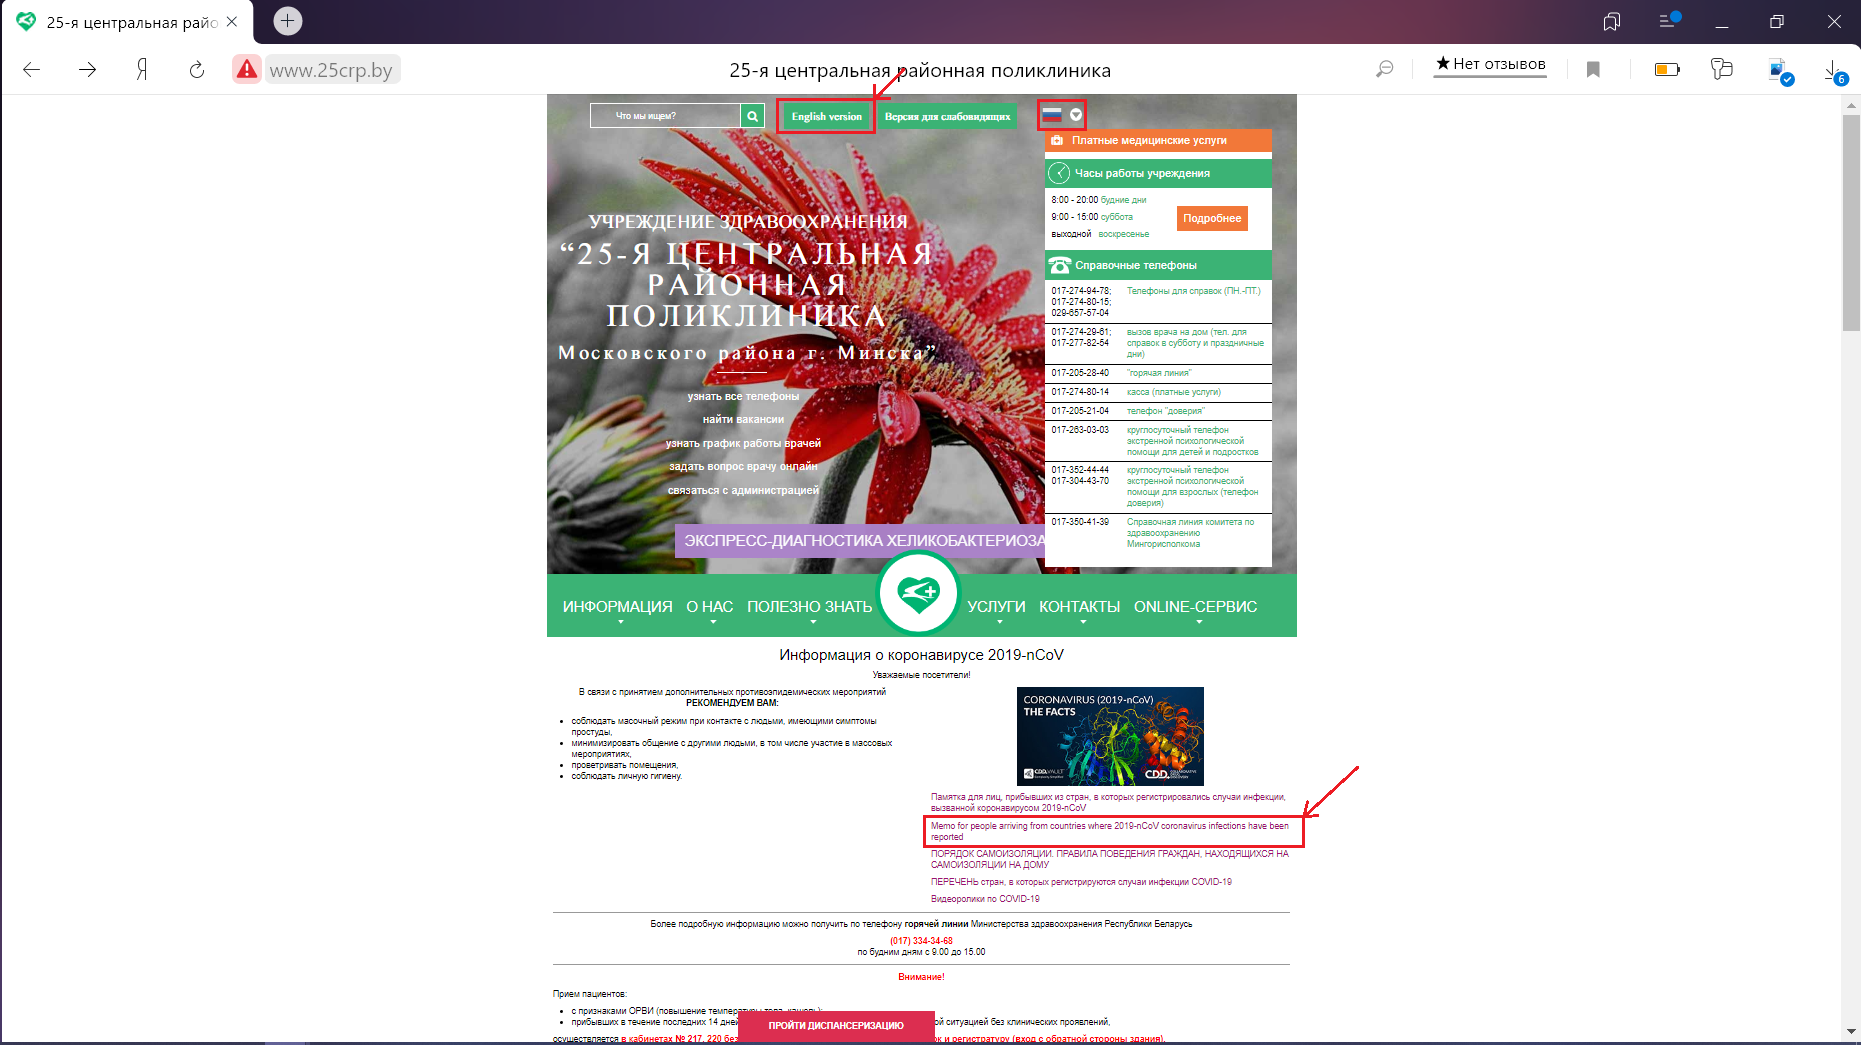 25-я центральная райо
www.25crp.by
25-я центральная районная поликлиника
★Нет отзывов
6
Что мы ищем?
English version
Версия для слабовидящих
Платные медицинские услуги
Часы работы учреждения
8:00 - 20:00 будние дни
9:00 - 15:00 суббота
выходной воскресенье
Подробнее
УЧРЕЖДЕНИЕ ЗДРАВООХРАНЕНИЯ
“25-Я ЦЕНТРАЛЬНАЯ
РАЙОННАЯ
ПОЛИКЛИНИКА
Московского района г. Минска”
узнать все телефоны
найти вакансии
узнать график работы врачей
задать вопрос врачу онлайн
связаться с администрацией
Справочные телефоны
017-274-94-78; Телефоны для справок (ПН.-ПТ.)
017-274-80-15;
029-657-57-04
017-274-29-61; вызов врача на дом (тел. для
017-277-82-54 справок в субботу и праздничные
дни)
017-205-28-40 "горячая линия"
017-274-80-14 касса (платные услуги)
017-205-21-04 телефон "доверия"
017-263-03-03 круглосуточный телефон
экстренной психологической
помощи для детей и подростков
017-352-44-44 круглосуточный телефон
017-304-43-70 экстренной психологической
помощи для взрослых (телефон
доверия)
017-350-41-39 Справочная линия комитета по
здравоохранению
Мингорисполкома
ЭКСПРЕСС-ДИАГНОСТИКА ХЕЛИКОБАКТЕРИОЗА
ИНФОРМАЦИЯ О НАС ПОЛЕЗНО ЗНАТЬ УСЛУГИ КОНТАКТЫ ONLINE-СЕРВИС
Информация о коронавирусе 2019-nCoV
Уважаемые посетители!
В связи с принятием дополнительных противоэпидемических мероприятий
РЕКОМЕНДУЕМ ВАМ:
соблюдать масочный режим при контакте с людьми, имеющими симптомы
простуды,
минимизировать общение с другими людьми, в том числе участие в массовых
мероприятиях,
проветривать помещения,
соблюдать личную гигиену.
CORONAVIRUS (2019-nCoV)
THE FACTS
CDD VAULT
CDD.
Памятка для лиц, прибывших из стран, в которых регистрировались случаи инфекции,
вызванной коронавирусом 2019-nCoV
Memo for people arriving from countries where 2019-nCoV coronavirus infections have been
reported
ПОРЯДОК САМОИЗОЛЯЦИИ. ПРАВИЛА ПОВЕДЕНИЯ ГРАЖДАН, НАХОДЯЩИХСЯ НА
САМОИЗОЛЯЦИИ НА ДОМУ
ПЕРЕЧЕНЬ стран, в которых регистрируются случаи инфекции COVID-19
Видеоролики по COVID-19
Более подробную информацию можно получить по телефону горячей линии Министерства здравоохранения Республики Беларусь
(017) 334-34-68
по будним дням с 9.00 до 15.00
Внимание!
Прием пациентов:
с признаками ОРВИ (повышение температуры тела, кашель);
прибывших в течение последних 14 дней ой ситуацией без клинических проявлений,
ПРОЙТИ ДИСПАНСЕРИЗАЦИЮ
осуществляется в кабинетах № 217, 220 без ок и регистратуру (вход с обратной стороны здания).